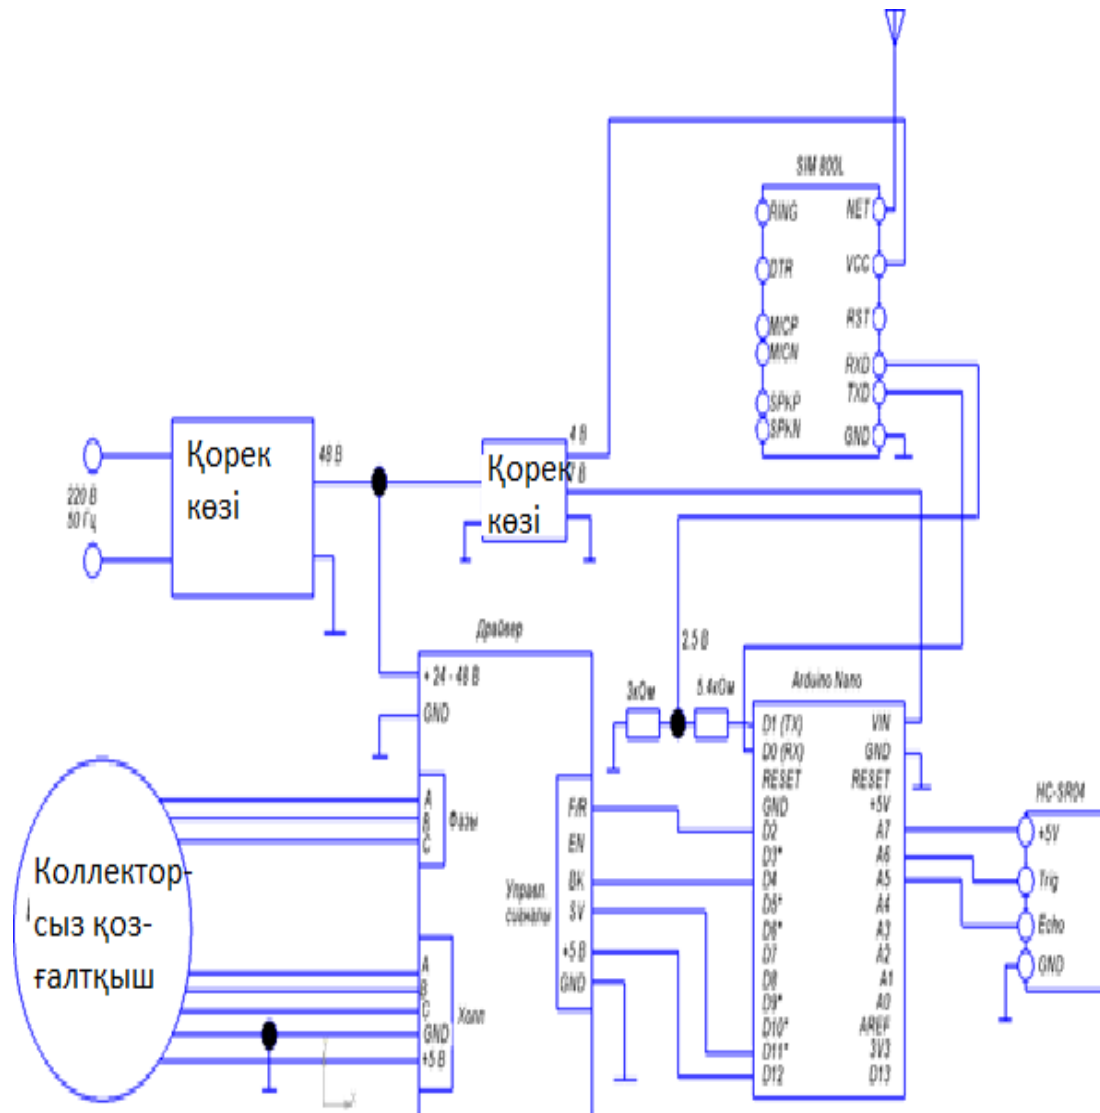 SIM 800L
RING
NET
DTR
VCC
MICP
RST
MICN
RXD
SPKP
TXD
SPKN
GND
Қорек
көзі
48 В
220 В
50 Гц
Қорек
көзі
4 В
7 В
Драйвер
+ 24 - 48 В
GND
A
B
C
Фазы
F/R
EN
BK
SV
+5 В
GND
Управл.
сигналы
A
B
C
GND
+5 В
Холл
Коллектор-
сыз қоз-
ғалтқыш
2.5 В
3кОм
5.4кОм
Arduino Nano
D1 (TX)
VIN
D0 (RX)
GND
RESET
RESET
GND
+5V
D2
A7
D3*
A6
D4
A5
D5*
A4
D6*
A3
D7
A2
D8
A1
D9*
A0
D10*
AREF
D11*
3V3
D12
D13
HC-SR04
+5V
Trig
Echo
GND